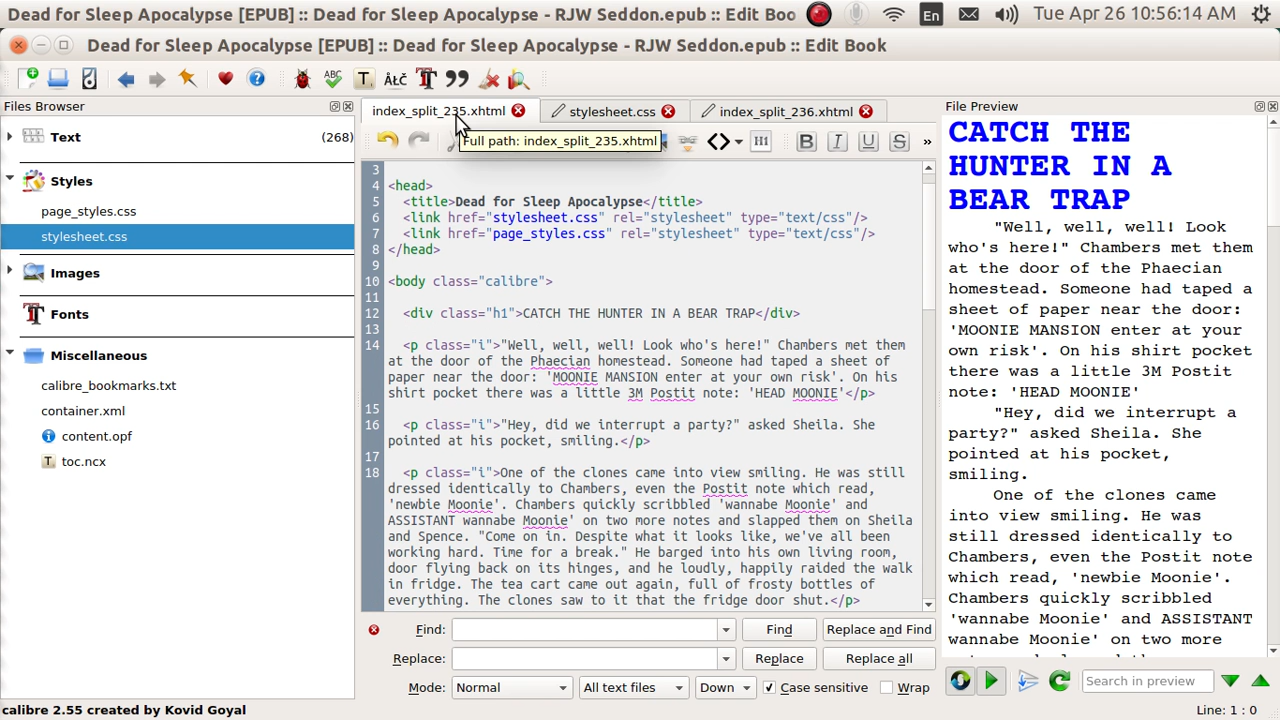 Dead for Sleep Apocalypse [EPUB] :: Dead for Sleep Apocalypse - RJW Seddon.epub :: Edit Boo
En
Tue Apr 26 10:56:14 AM
Dead for Sleep Apocalypse [EPUB] :: Dead for Sleep Apocalypse - RJW Seddon.epub :: Edit Book
Files Browser
Text (268)
Styles
page_styles.css
stylesheet.css
Images
Fonts
Miscellaneous
calibre_bookmarks.txt
container.xml
content.opf
toc.ncx
index_split_235.xhtml
stylesheet.css
index_split_236.xhtml
Full path: index_split_235.xhtml
H1 B I U S »
3
4 <head>
5 <title>Dead for Sleep Apocalypse</title>
6 <link href="stylesheet.css" rel="stylesheet" type="text/css"/>
7 <link href="page_styles.css" rel="stylesheet" type="text/css"/>
8 </head>
9
10 <body class="calibre">
11
12 <div class="h1">CATCH THE HUNTER IN A BEAR TRAP</div>
13
14 <p class="i">"Well, well, well! Look who's here!" Chambers met them
at the door of the Phaecian homestead. Someone had taped a sheet of
paper near the door: 'MOONIE MANSION enter at your own risk'. On his
shirt pocket there was a little 3M Postit note: 'HEAD MOONIE'</p>
15
16 <p class="i">"Hey, did we interrupt a party?" asked Sheila. She
pointed at his pocket, smiling.</p>
17
18 <p class="i">One of the clones came into view smiling. He was still
dressed identically to Chambers, even the Postit note which read,
'newbie Moonie'. Chambers quickly scribbled 'wannabe Moonie' and
ASSISTANT wannabe Moonie' on two more notes and slapped them on Sheila
and Spence. "Come on in. Despite what it looks like, we've all been
working hard. Time for a break." He barged into his own living room,
door flying back on its hinges, and he loudly, happily raided the walk
in fridge. The tea cart came out again, full of frosty bottles of
everything. The clones saw to it that the fridge door shut.</p>
Find:
Find
Replace and Find
Replace:
Replace
Replace all
Mode:
Normal
All text files
Down
Case sensitive
Wrap
File Preview
CATCH THE
HUNTER IN A
BEAR TRAP
"Well, well, well! Look
who's here!" Chambers met them
at the door of the Phaecian
homestead. Someone had taped a
sheet of paper near the door:
'MOONIE MANSION enter at your
own risk'. On his shirt pocket
there was a little 3M Postit
note: 'HEAD MOONIE'
"Hey, did we interrupt a
party?" asked Sheila. She
pointed at his pocket,
smiling.
One of the clones came
into view smiling. He was
still dressed identically to
Chambers, even the Postit note
which read, 'newbie Moonie'.
Chambers quickly scribbled
'wannabe Moonie' and ASSISTANT
wannabe Moonie' on two more
Search in preview
calibre 2.55 created by Kovid Goyal
Line: 1 : 0